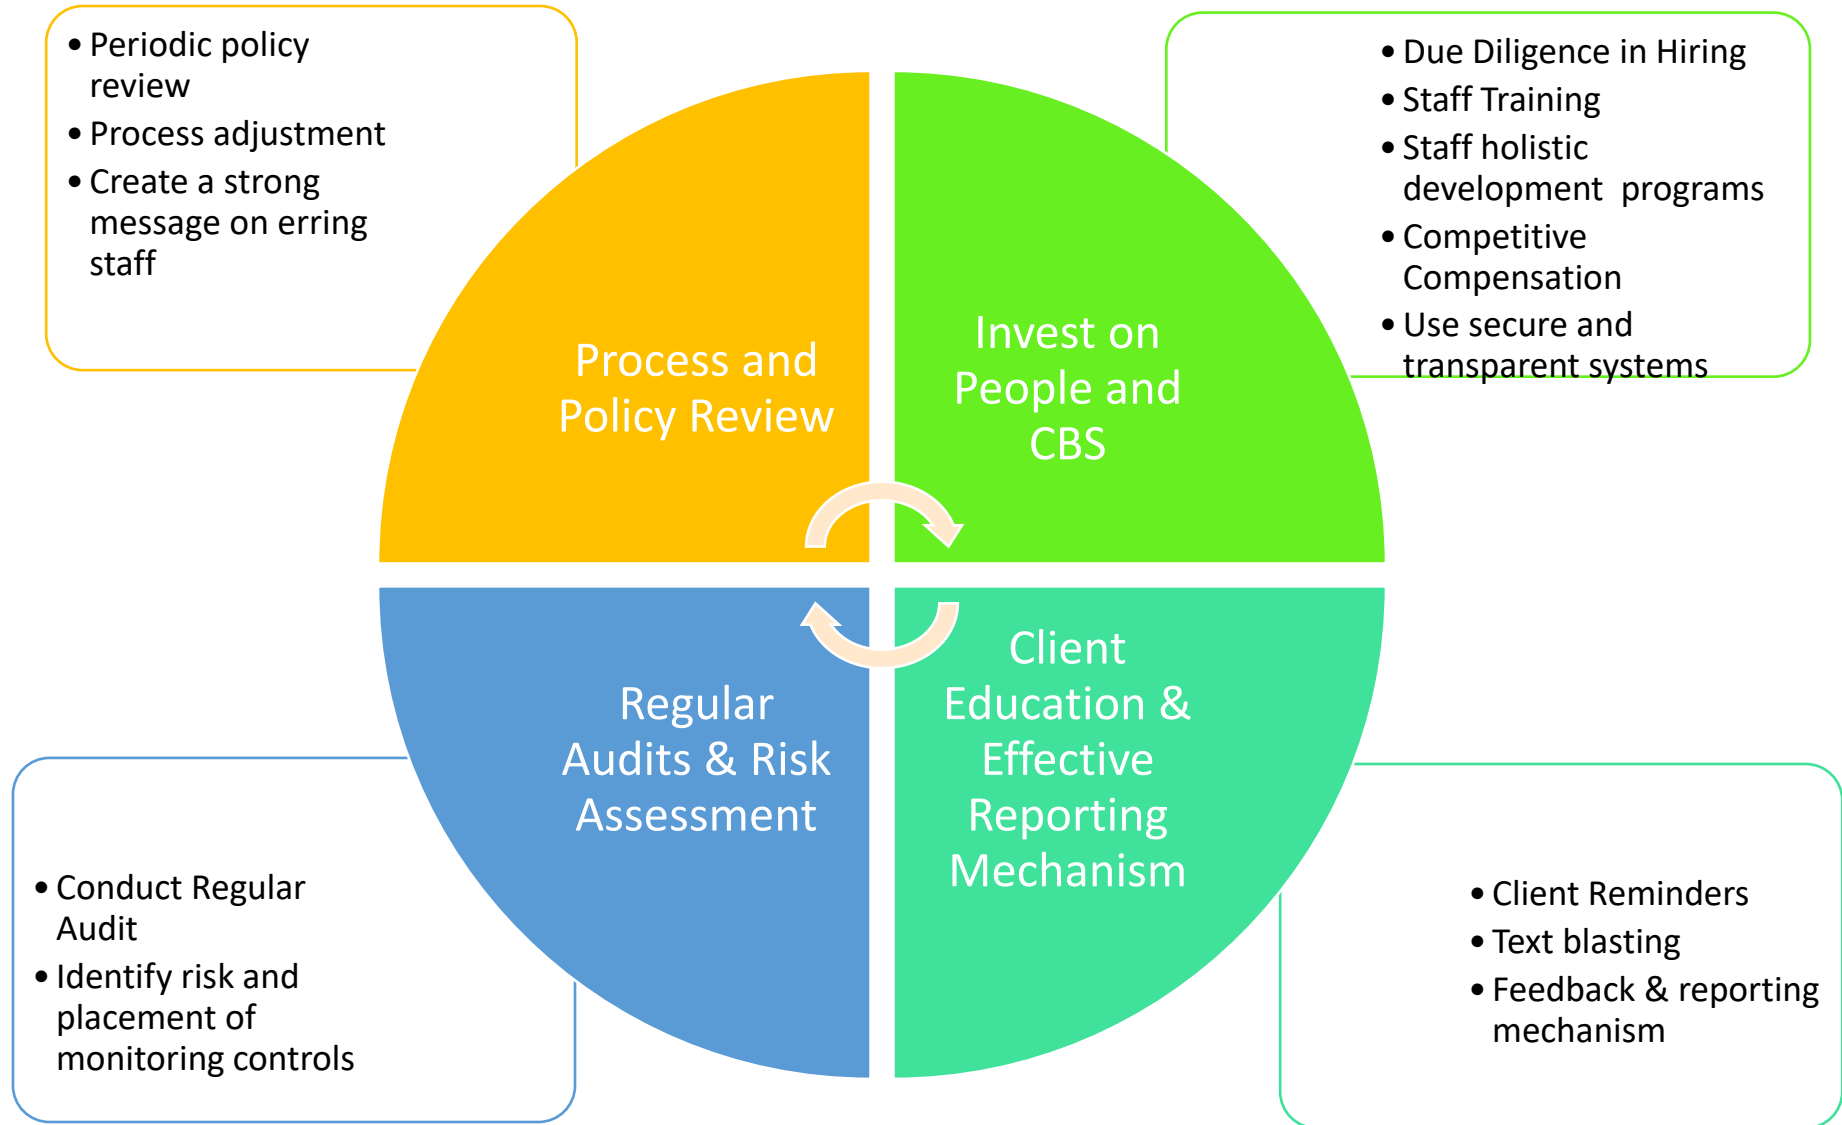 • Periodic policy
review
• Process adjustment
• Create a strong
message on erring
staff
• Due Diligence in Hiring
• Staff Training
• Staff holistic
development  programs
• Competitive
Compensation
• Use secure and
transparent systems
Process and
Policy Review
Invest on
People and
CBS
Regular
Audits & Risk
Assessment
Client
Education &
Effective
Reporting
Mechanism
• Conduct Regular
Audit
• Identify risk and
placement of
monitoring controls
• Client Reminders
• Text blasting
• Feedback & reporting
mechanism